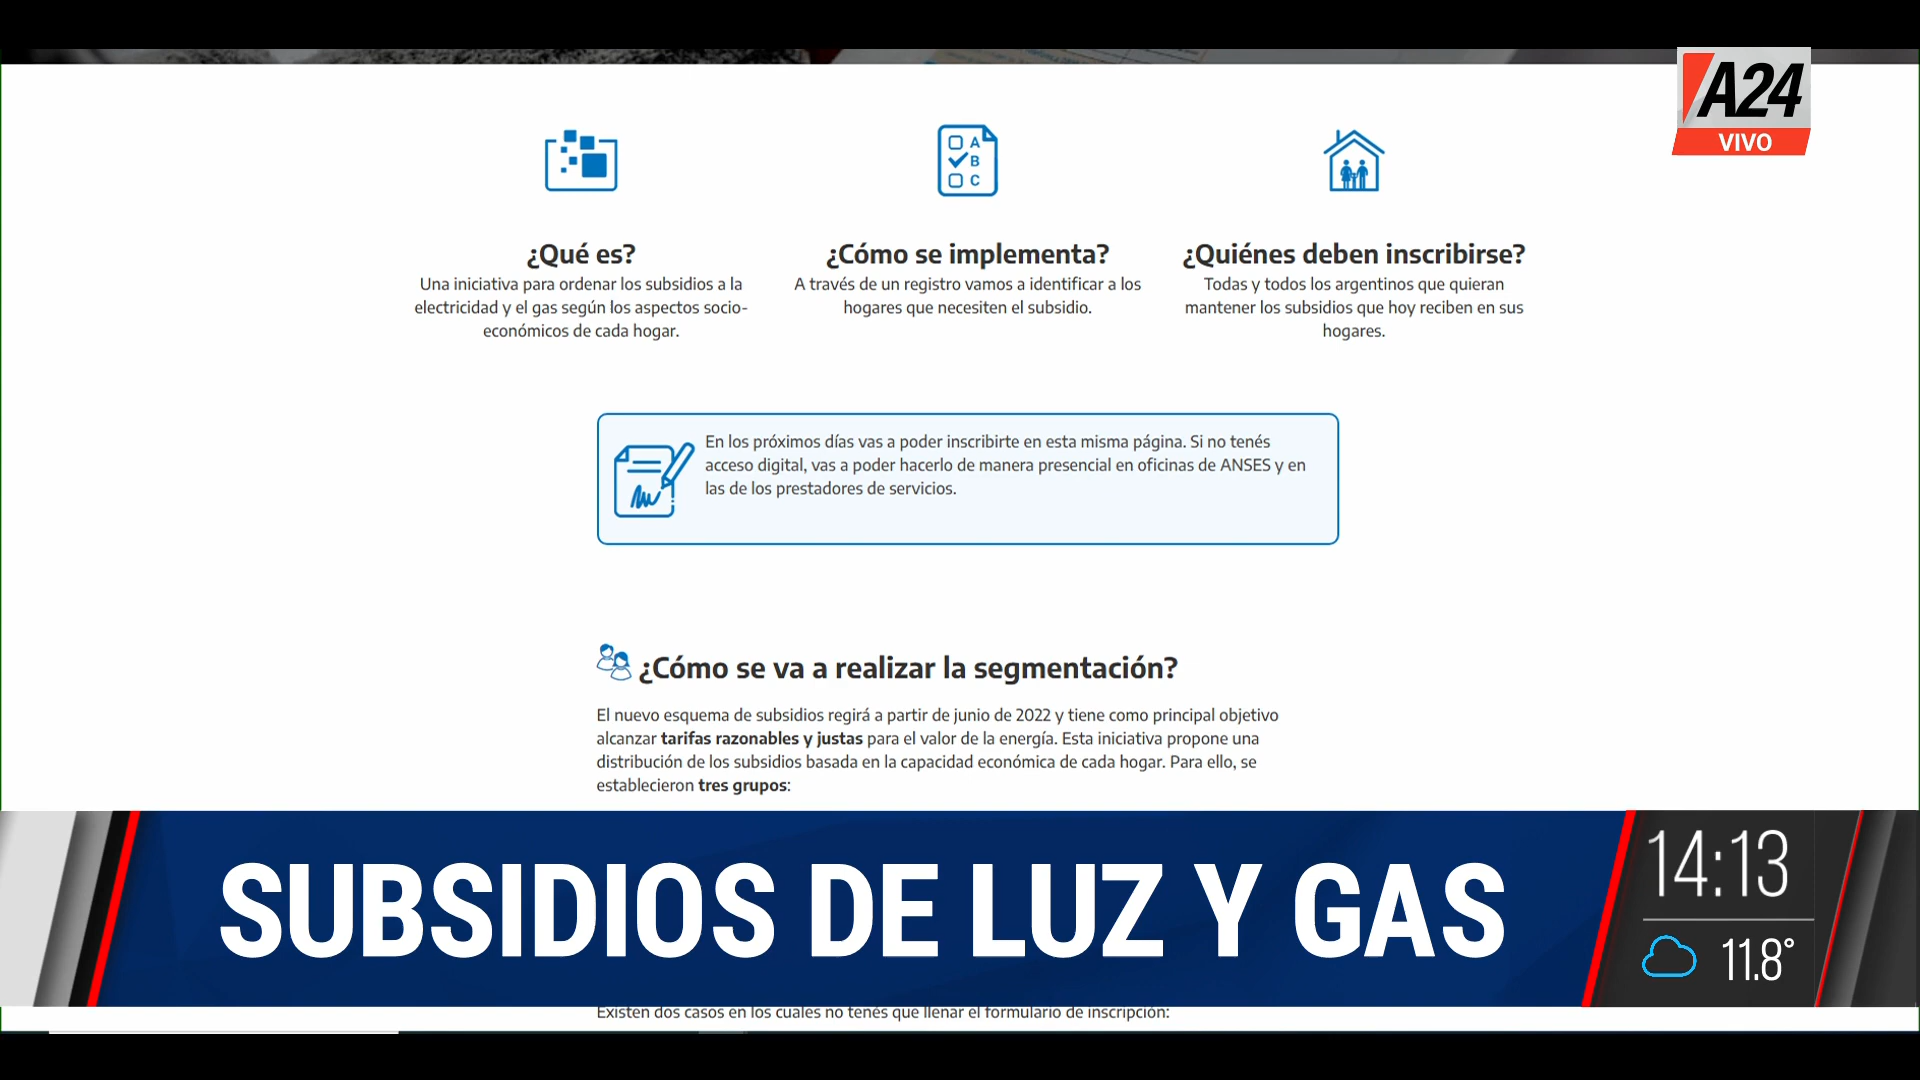 A24
VIVO
A
B
C
¿Qué es?
Una iniciativa para ordenar los subsidios a la
electricidad y el gas según los aspectos socio-
económicos de cada hogar.
¿Cómo se implementa?
A través de un registro vamos a identificar a los
hogares que necesiten el subsidio.
¿Quiénes deben inscribirse?
Todas y todos los argentinos que quieran
mantener los subsidios que hoy reciben en sus
hogares.
En los próximos días vas a poder inscribirte en esta misma página. Si no tenés
acceso digital, vas a poder hacerlo de manera presencial en oficinas de ANSES y en
las de los prestadores de servicios.
¿Cómo se va a realizar la segmentación?
El nuevo esquema de subsidios regirá a partir de junio de 2022 y tiene como principal objetivo
alcanzar tarifas razonables y justas para el valor de la energía. Esta iniciativa propone una
distribución de los subsidios basada en la capacidad económica de cada hogar. Para ello, se
establecieron tres grupos:
SUBSIDIOS DE LUZ Y GAS
14:13
11.8°
Existen dos casos en los cuales no tenés que llenar el formulario de inscripción: